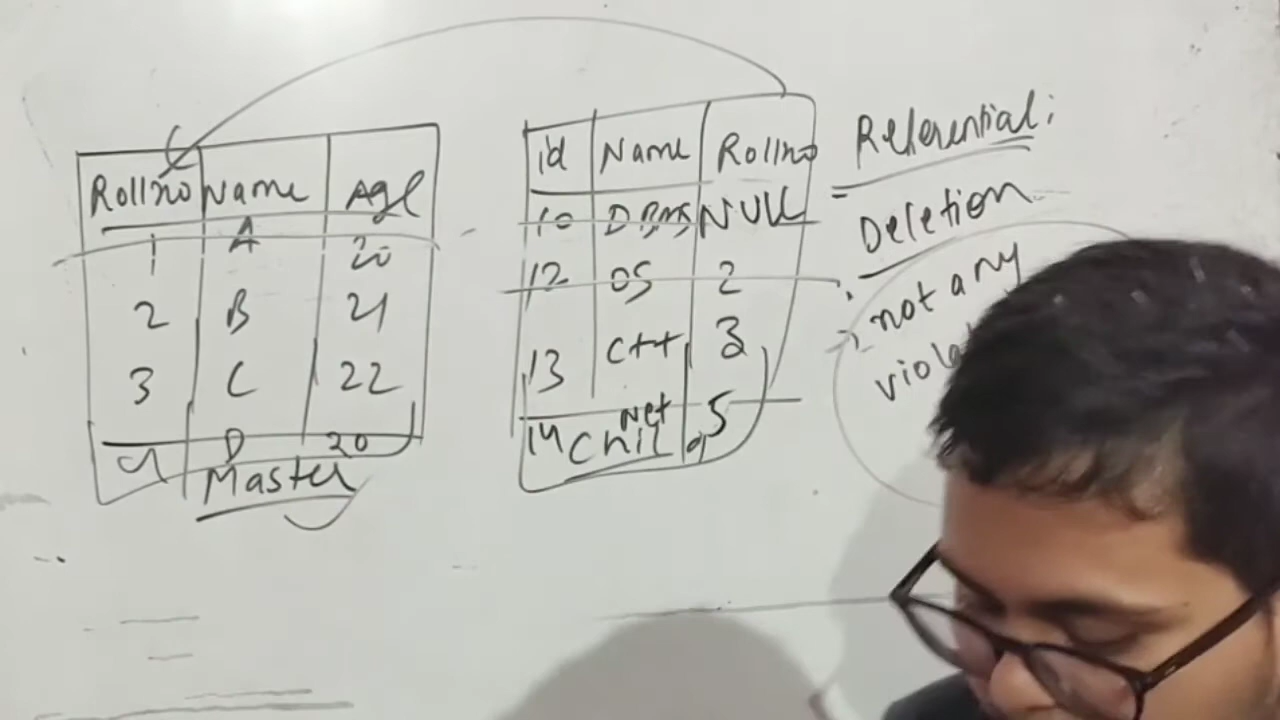 Rollno Name Age
1 A 20
2 B 21
3 C 22
4 D 20
Master
id Name Rollno
10 DBMS NULL
12 OS 2
13 C++ 3
14 Net 5
Child
Referential:
Deletion
not any